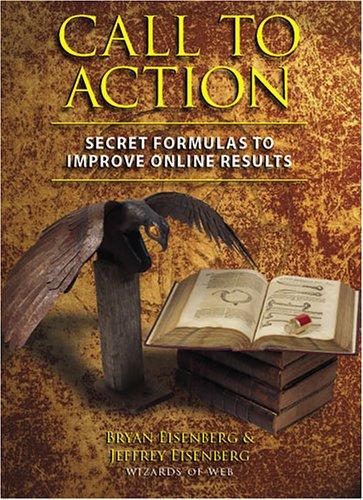 CALL TO
ACTION
SECRET FORMULAS TO
IMPROVE ONLINE RESULTS
BRYAN EISENBERG &
JEFFREY EISENBERG
WIZARDS OF WEB